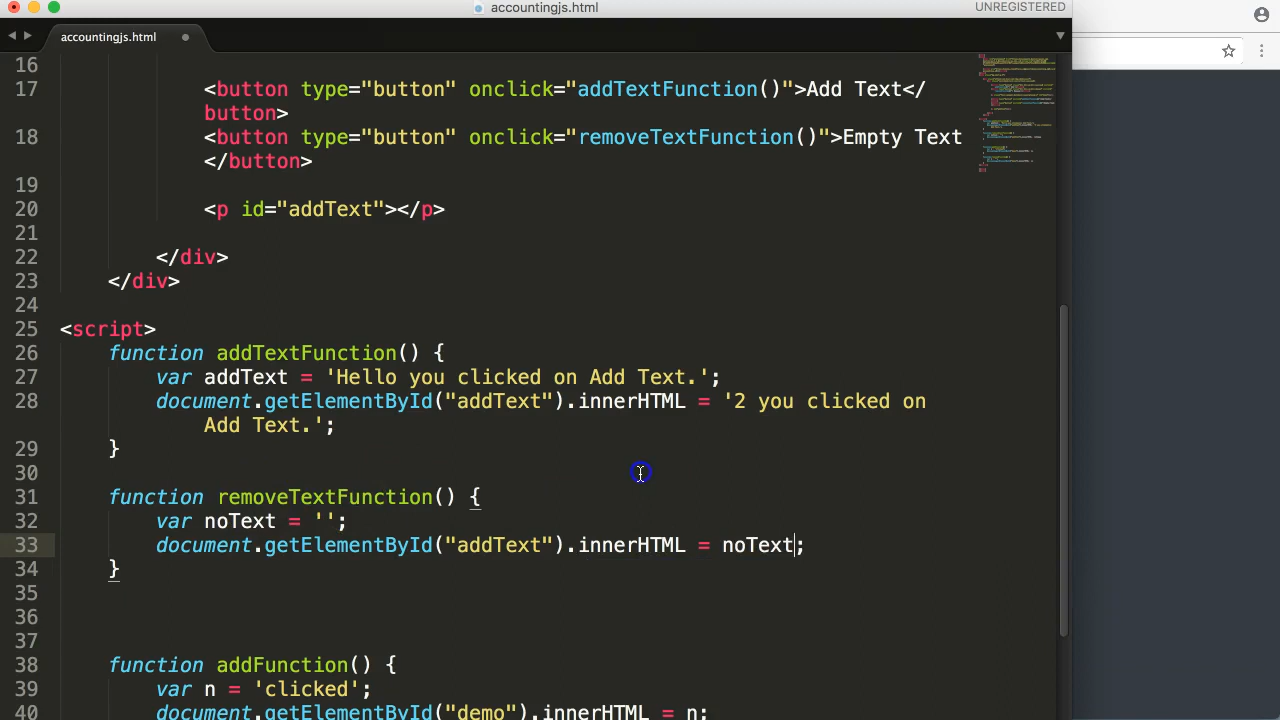 accountingjs.html
UNREGISTERED
accountingjs.html
16
17 <button type="button" onclick="addTextFunction()">Add Text</
button>
18 <button type="button" onclick="removeTextFunction()">Empty Text
</button>
19
20 <p id="addText"></p>
21
22 </div>
23 </div>
24
25 <script>
26 function addTextFunction() {
27 var addText = 'Hello you clicked on Add Text.';
28 document.getElementById("addText").innerHTML = '2 you clicked on
Add Text.';
29 }
30
31 function removeTextFunction() {
32 var noText = '';
33 document.getElementById("addText").innerHTML = noText;
34 }
35
36
37
38 function addFunction() {
39 var n = 'clicked';
40 document.getElementById("demo").innerHTML = n;